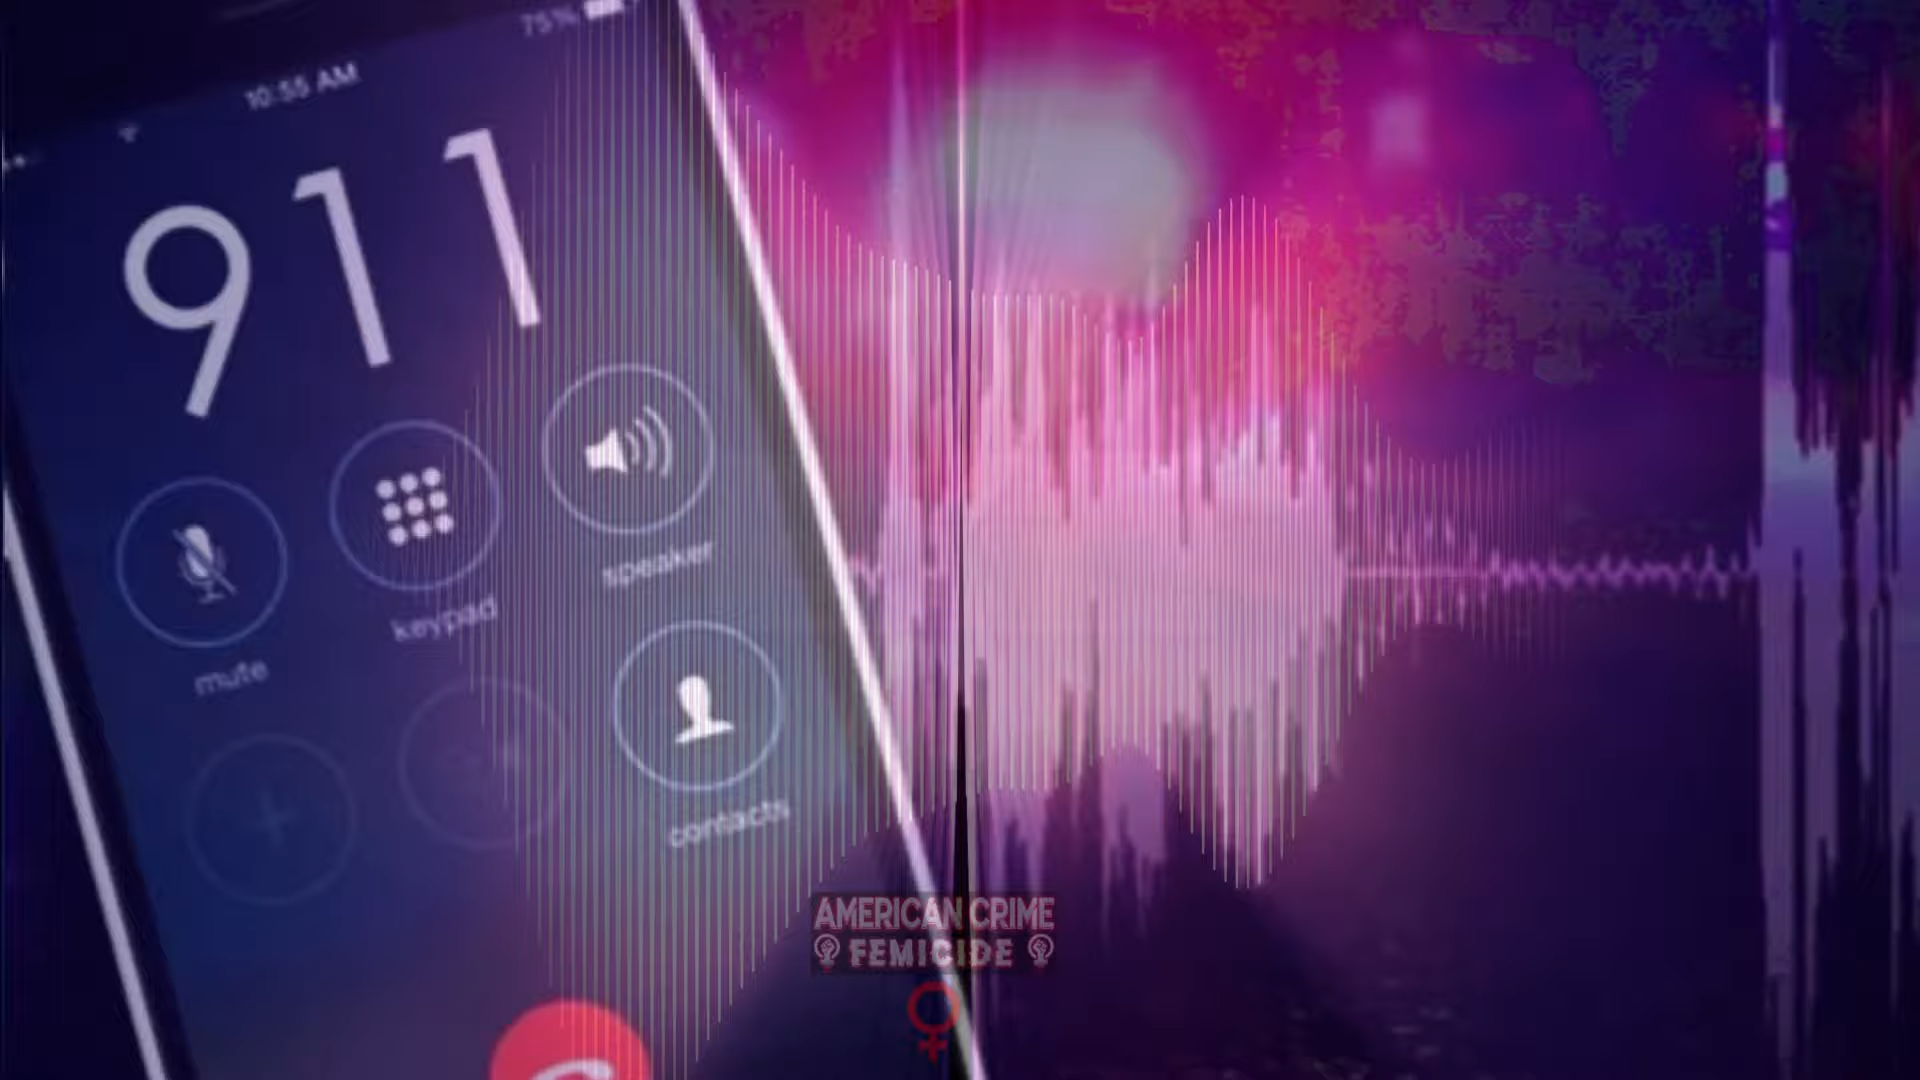 75%
10:55 AM
911
mute
keypad
speaker
contacts
AMERICAN CRIME
FEMICIDE